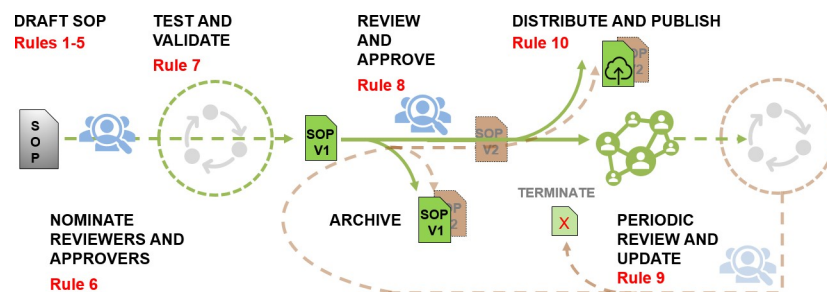 DRAFT SOP
Rules 1-5
TEST AND
VALIDATE
Rule 7
REVIEW
AND
APPROVE
Rule 8
DISTRIBUTE AND PUBLISH
Rule 10
S
O
P
SOP
V1
SOP
V2
NOMINATE
REVIEWERS AND
APPROVERS
Rule 6
ARCHIVE
SOP
V1
TERMINATE
X
PERIODIC
REVIEW AND
UPDATE
Rule 9